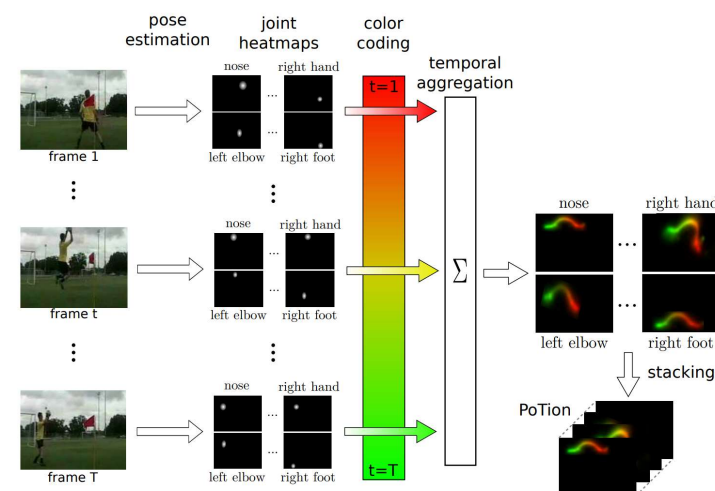 pose
estimation
joint
heatmaps
color
coding
temporal
aggregation
nose
right hand
...
...
left elbow
right foot
frame 1
t=1
nose
right hand
...
...
left elbow
right foot
frame t
∑
nose
right hand
...
...
left elbow
right foot
stacking
PoTion
nose
right hand
...
...
left elbow
right foot
frame T
t=T